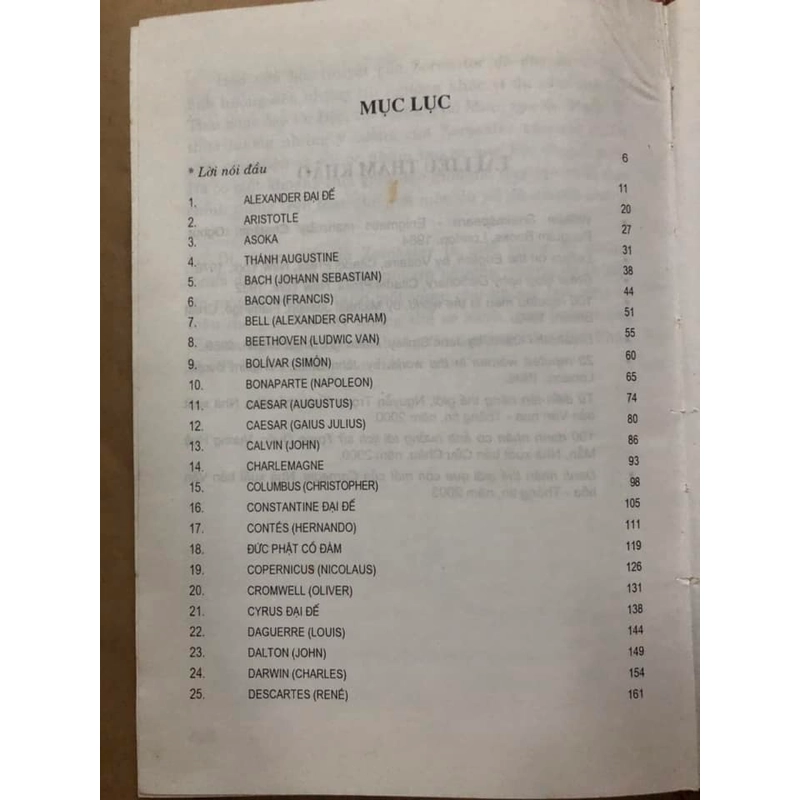 MỤC LỤC
* Lời nói đầu 6
1. ALEXANDER ĐẠI ĐẾ 11
2. ARISTOTLE 20
3. ASOKA 27
4. THÁNH AUGUSTINE 31
5. BACH (JOHANN SEBASTIAN) 38
6. BACON (FRANCIS) 44
7. BELL (ALEXANDER GRAHAM) 51
8. BEETHOVEN (LUDWIC VAN) 55
9. BOLÍVAR (SIMÓN) 60
10. BONAPARTE (NAPOLEON) 65
11. CAESAR (AUGUSTUS) 74
12. CAESAR (GAIUS JULIUS) 80
13. CALVIN (JOHN) 86
14. CHARLEMAGNE 93
15. COLUMBUS (CHRISTOPHER) 98
16. CONSTANTINE ĐẠI ĐẾ 105
17. CONTÉS (HERNANDO) 111
18. ĐỨC PHẬT CỒ ĐÀM 119
19. COPERNICUS (NICOLAUS) 126
20. CROMWELL (OLIVER) 131
21. CYRUS ĐẠI ĐẾ 138
22. DAGUERRE (LOUIS) 144
23. DALTON (JOHN) 149
24. DARWIN (CHARLES) 154
25. DESCARTES (RENÉ) 161